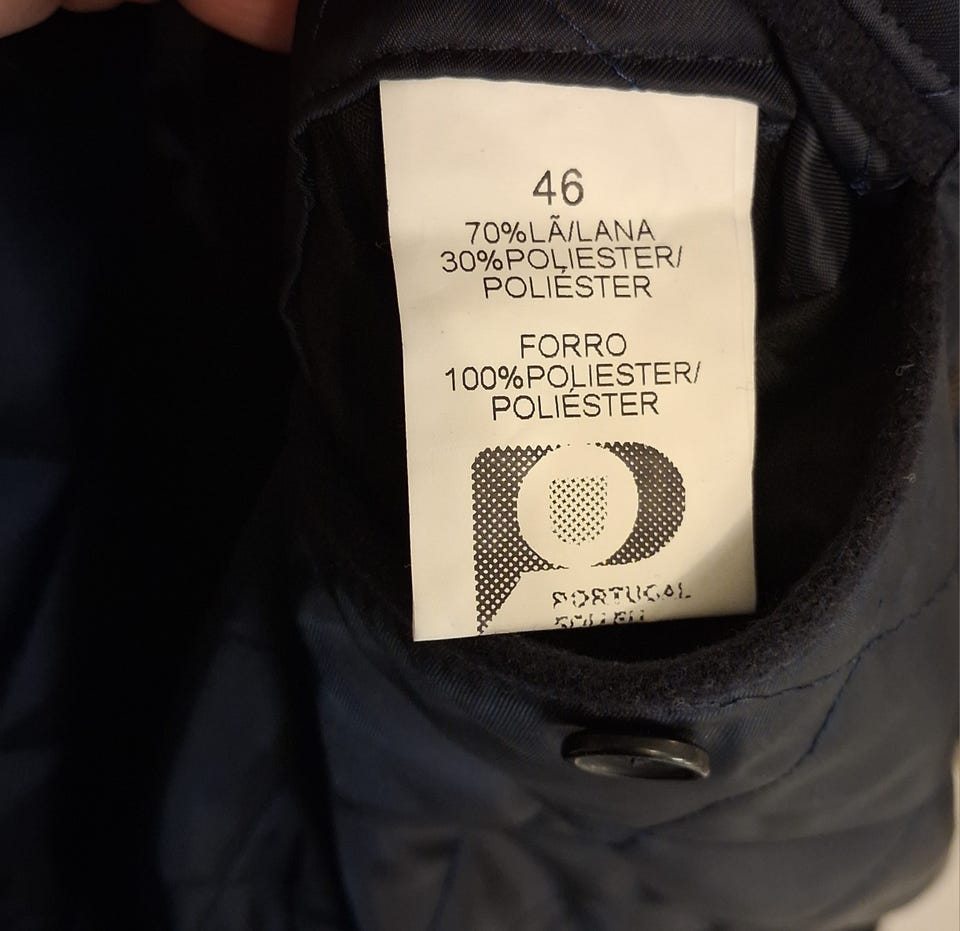 46
70%LÃ/LANA
30%POLIESTER/
POLIÉSTER
FORRO
100%POLIESTER/
POLIÉSTER
PORTUGAL